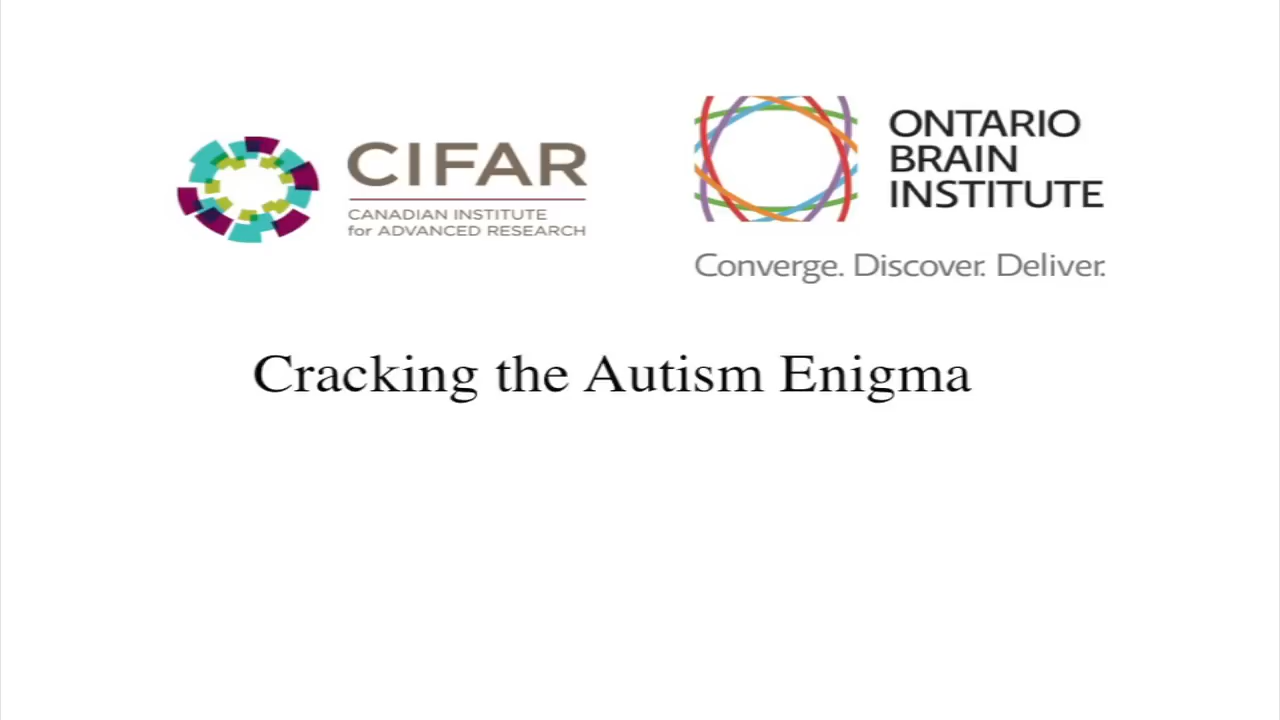 CIFAR
CANADIAN INSTITUTE
for ADVANCED RESEARCH
ONTARIO
BRAIN
INSTITUTE
Converge. Discover. Deliver.
Cracking the Autism Enigma